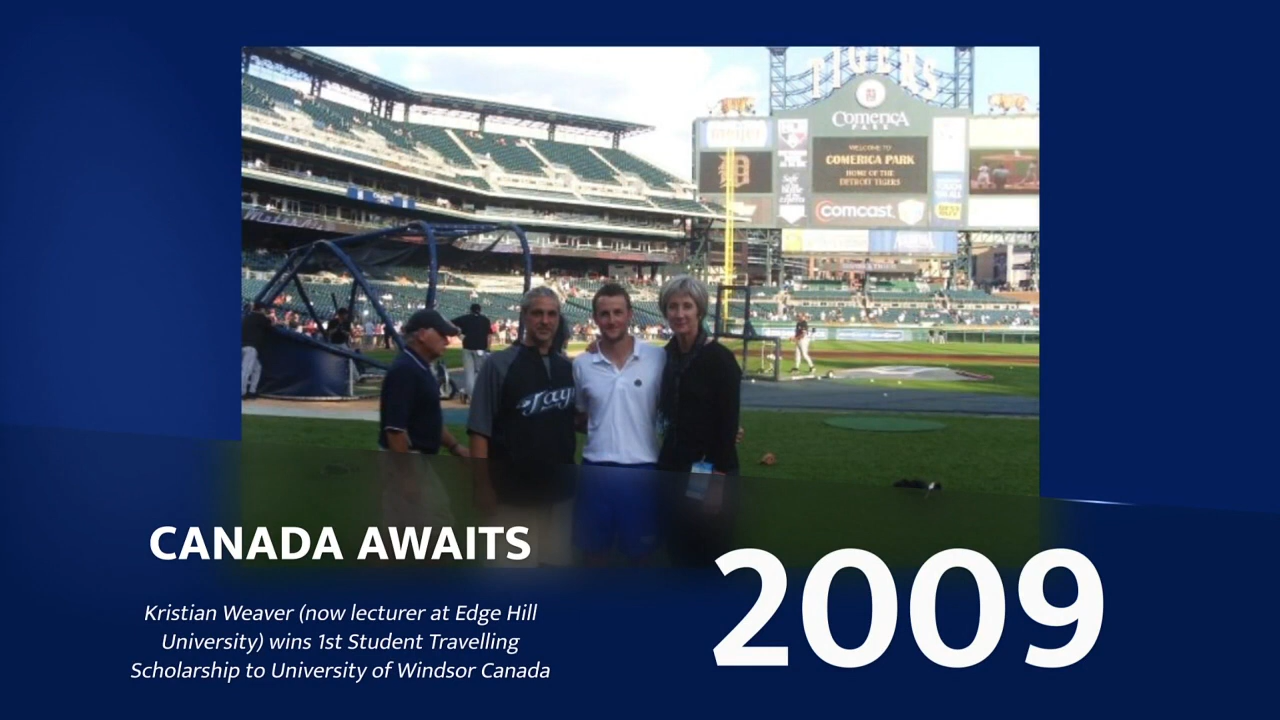 TIGERS
COMERICA
PARK
WELCOME TO
COMERICA PARK
HOME OF THE
DETROIT TIGERS
D
comcast
Jays
CANADA AWAITS
2009
Kristian Weaver (now lecturer at Edge Hill
University) wins 1st Student Travelling
Scholarship to University of Windsor Canada